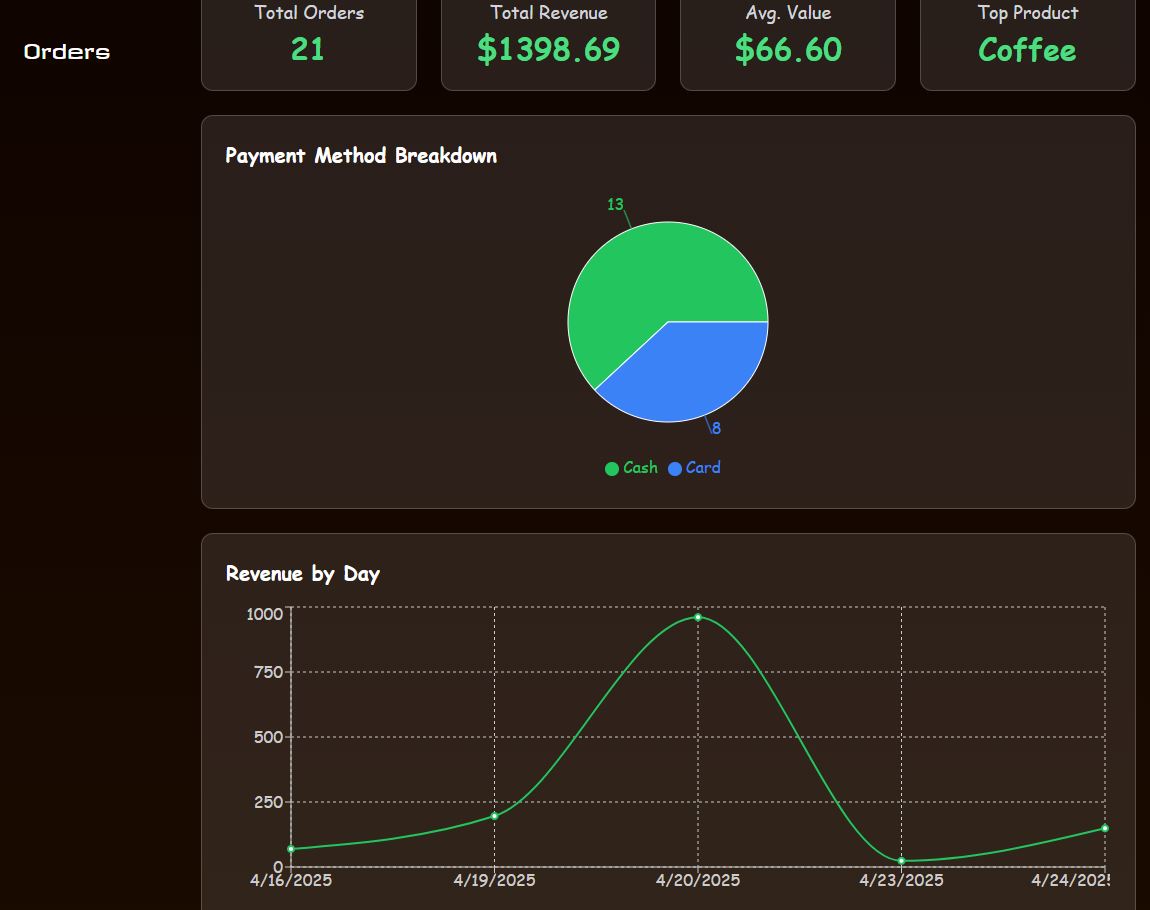 Total Orders
Total Revenue
Avg. Value
Top Product
Orders
21
$1398.69
$66.60
Coffee
Payment Method Breakdown
13
8
Cash
Card
Revenue by Day
1000
750
500
250
0
4/16/2025
4/19/2025
4/20/2025
4/23/2025
4/24/2025